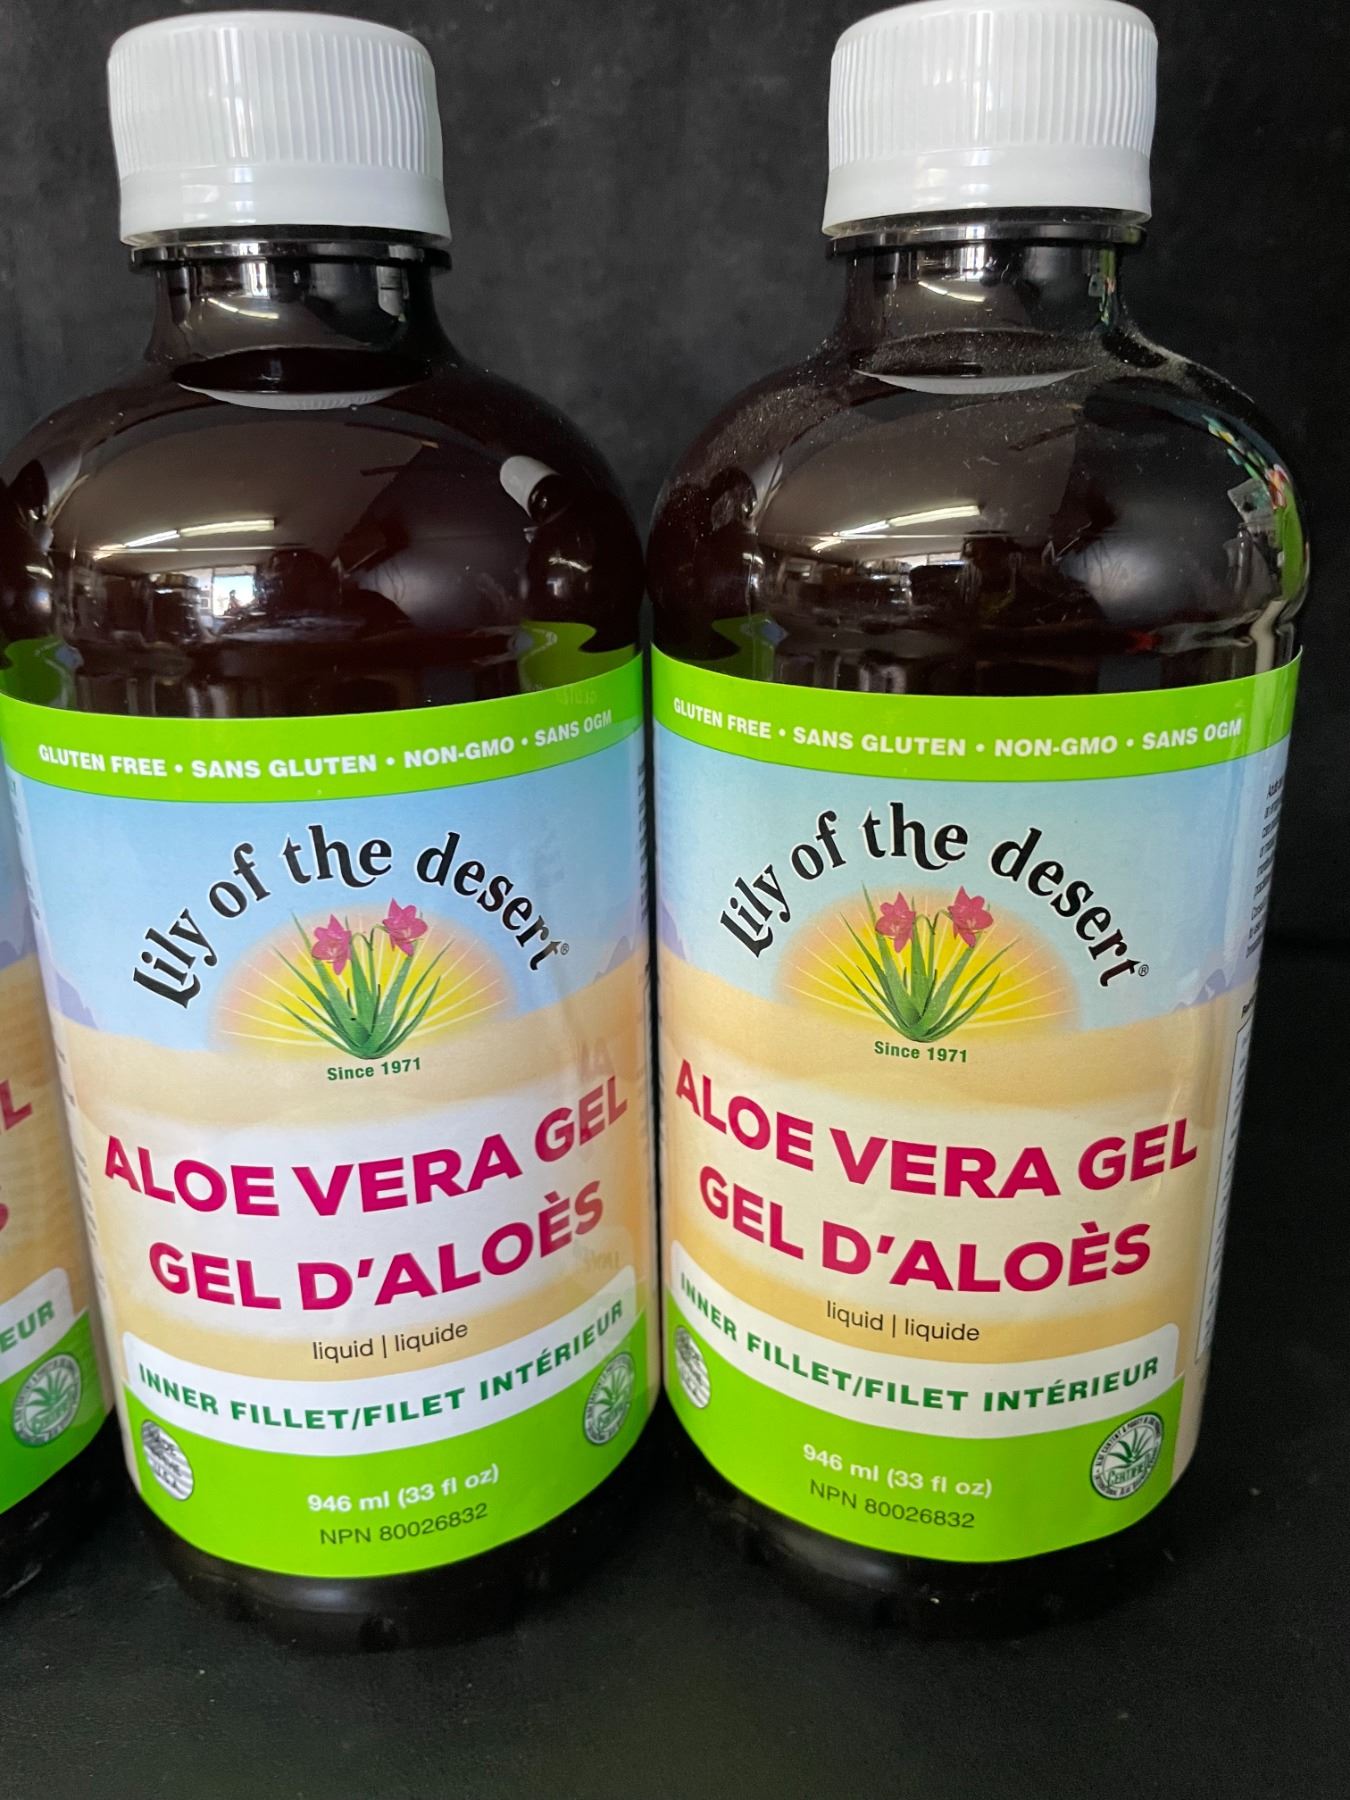 GLUTEN FREE • SANS GLUTEN • NON-GMO • SANS OGM
Lily of the desert®
Since 1971
ALOE VERA GEL
GEL D'ALOÈS
liquid | liquide
INNER FILLET/FILET INTÉRIEUR
946 ml (33 fl oz)
NPN 80026832
GLUTEN FREE • SANS GLUTEN • NON-GMO • SANS OGM
Lily of the desert®
Since 1971
ALOE VERA GEL
GEL D'ALOÈS
liquid | liquide
INNER FILLET/FILET INTÉRIEUR
CERTIFIED
946 ml (33 fl oz)
NPN 80026832